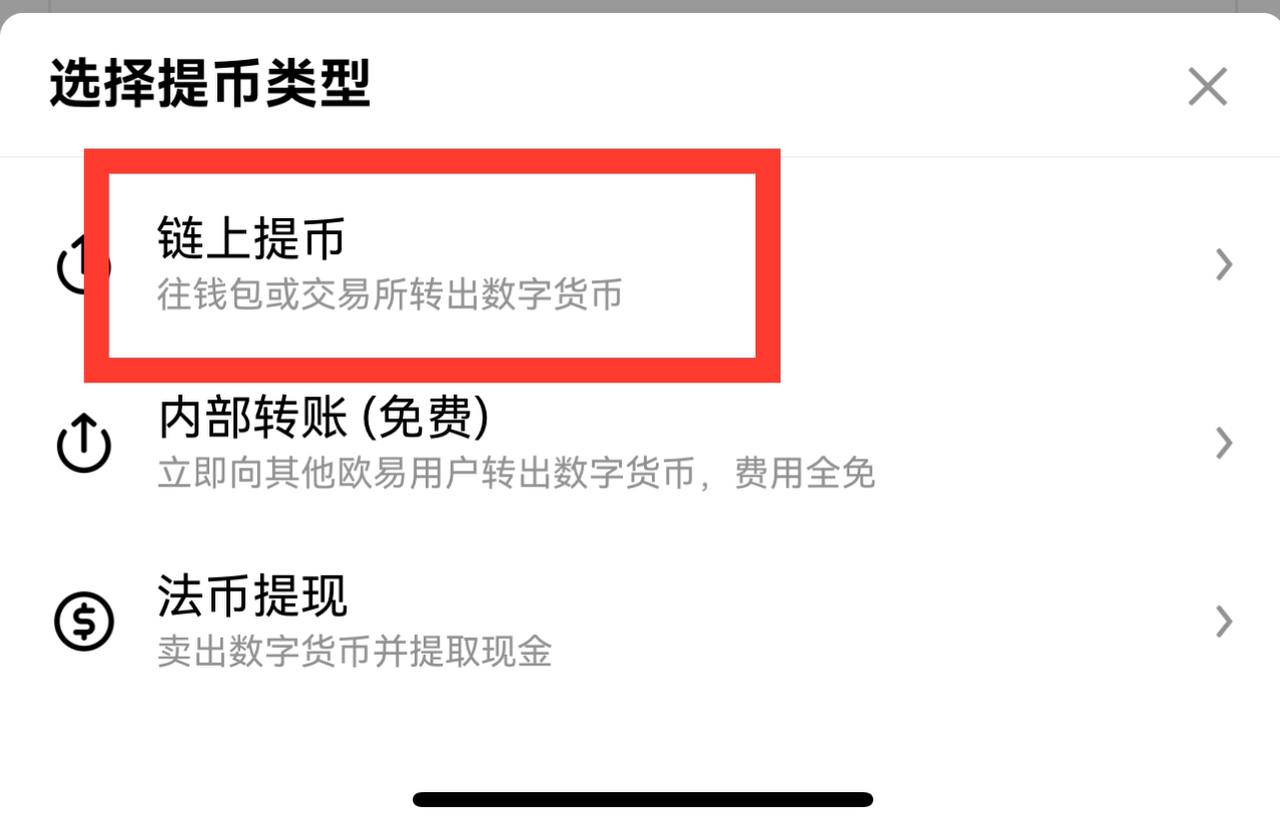 选择提币类型
链上提币
往钱包或交易所转出数字货币
内部转账 (免费)
立即向其他欧易用户转出数字货币，费用全免
法币提现
卖出数字货币并提取现金